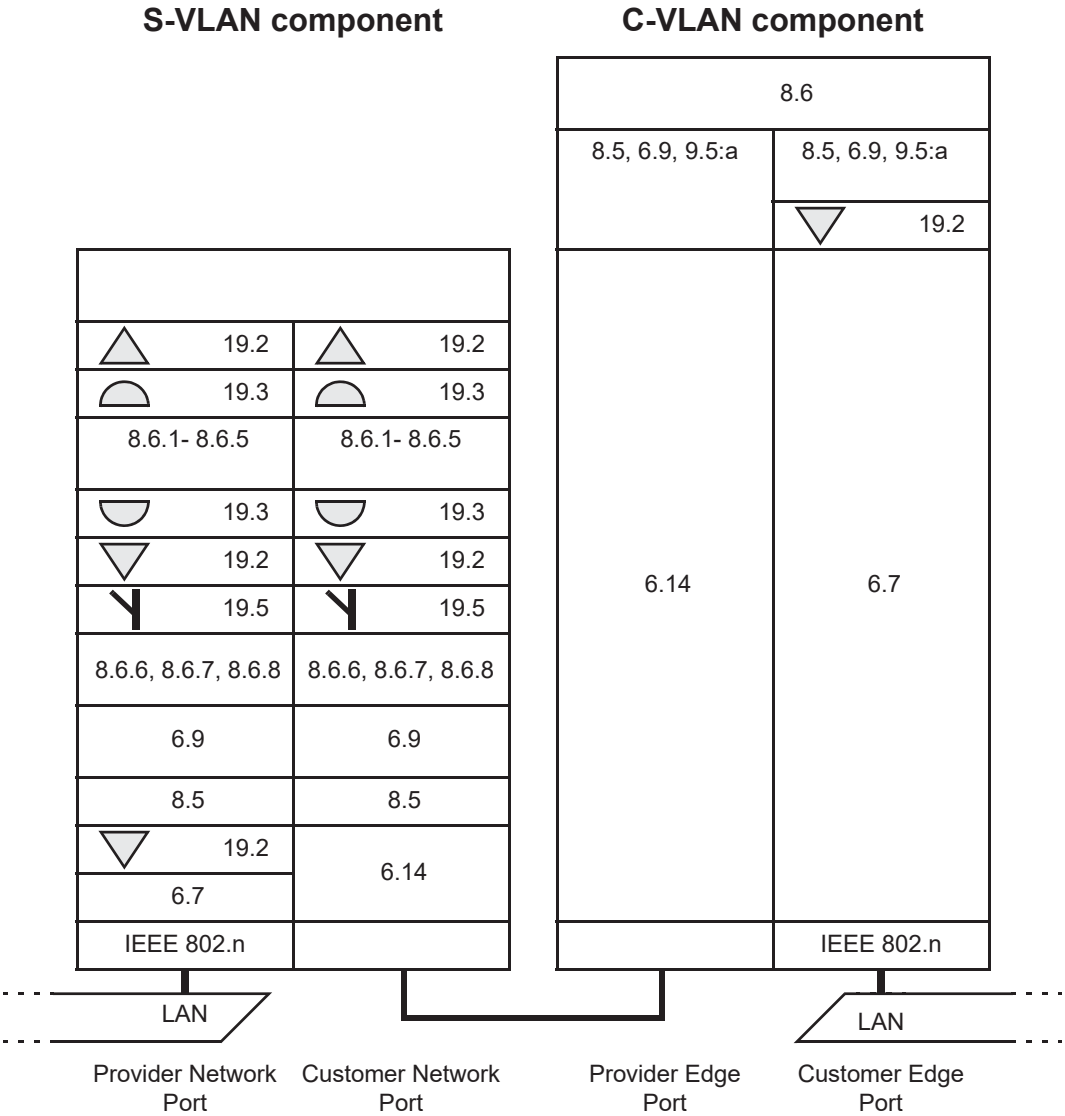 S-VLAN component
C-VLAN component
8.6
8.5, 6.9, 9.5:a
8.5, 6.9, 9.5:a
19.2
19.2
19.2
19.3
19.3
8.6.1- 8.6.5
8.6.1- 8.6.5
19.3
19.3
19.2
19.2
19.5
19.5
6.14
6.7
8.6.6, 8.6.7, 8.6.8
8.6.6, 8.6.7, 8.6.8
6.9
6.9
8.5
8.5
19.2
6.14
6.7
IEEE 802.n
IEEE 802.n
LAN
LAN
Provider Network
Port
Customer Network
Port
Provider Edge
Port
Customer Edge
Port